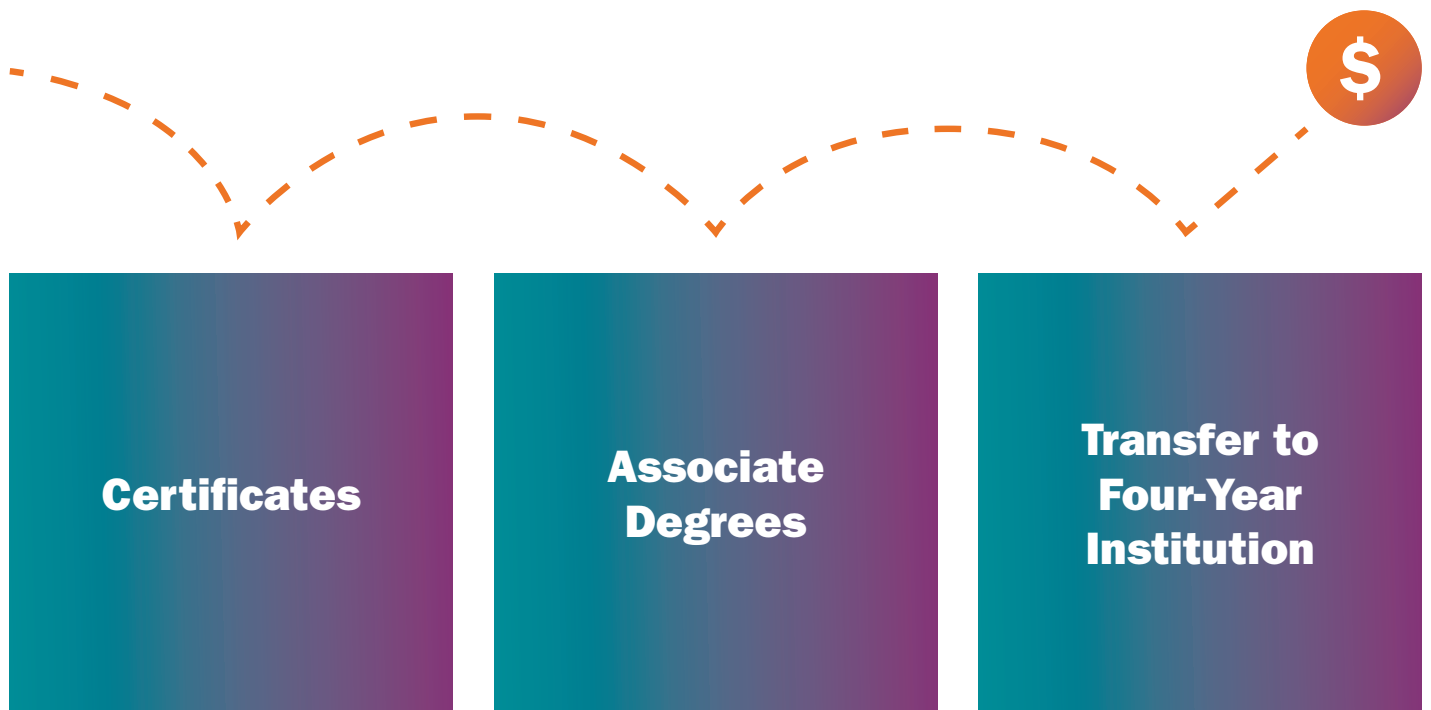 $
Certificates
Associate
Degrees
Transfer to
Four-Year
Institution